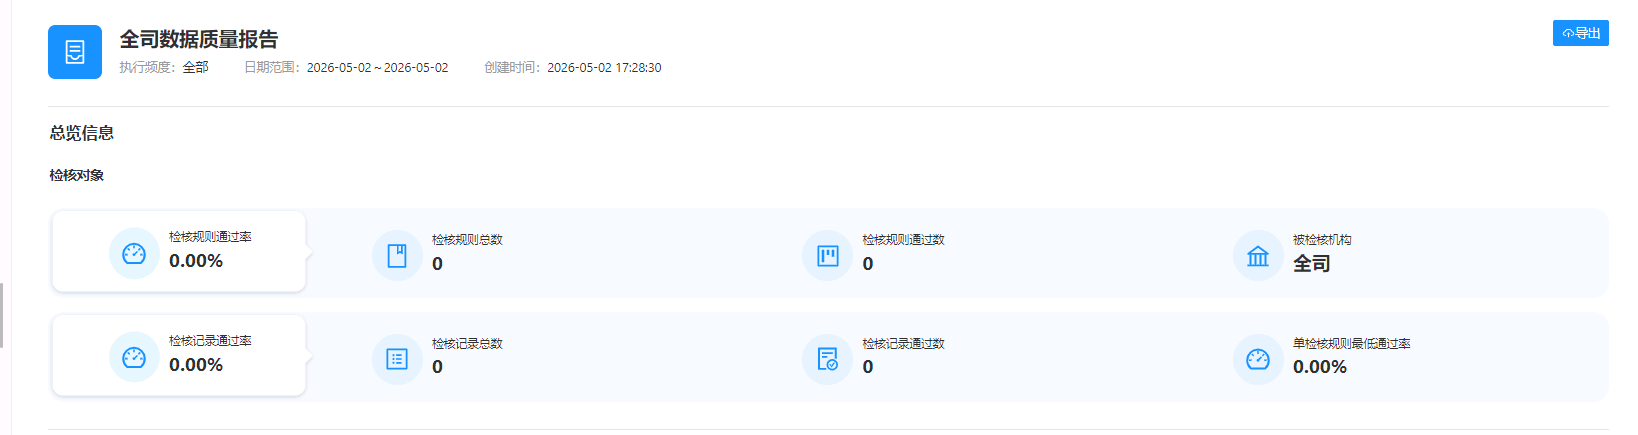 全司数据质量报告
导出
执行频度：全部 日期范围：2026-05-02 ~ 2026-05-02 创建时间：2026-05-02 17:28:30
总览信息
检核对象
检核规则通过率
0.00%
检核规则总数
0
检核规则通过数
0
被检核机构
全司
检核记录通过率
0.00%
检核记录总数
0
检核记录通过数
0
单检核规则最低通过率
0.00%